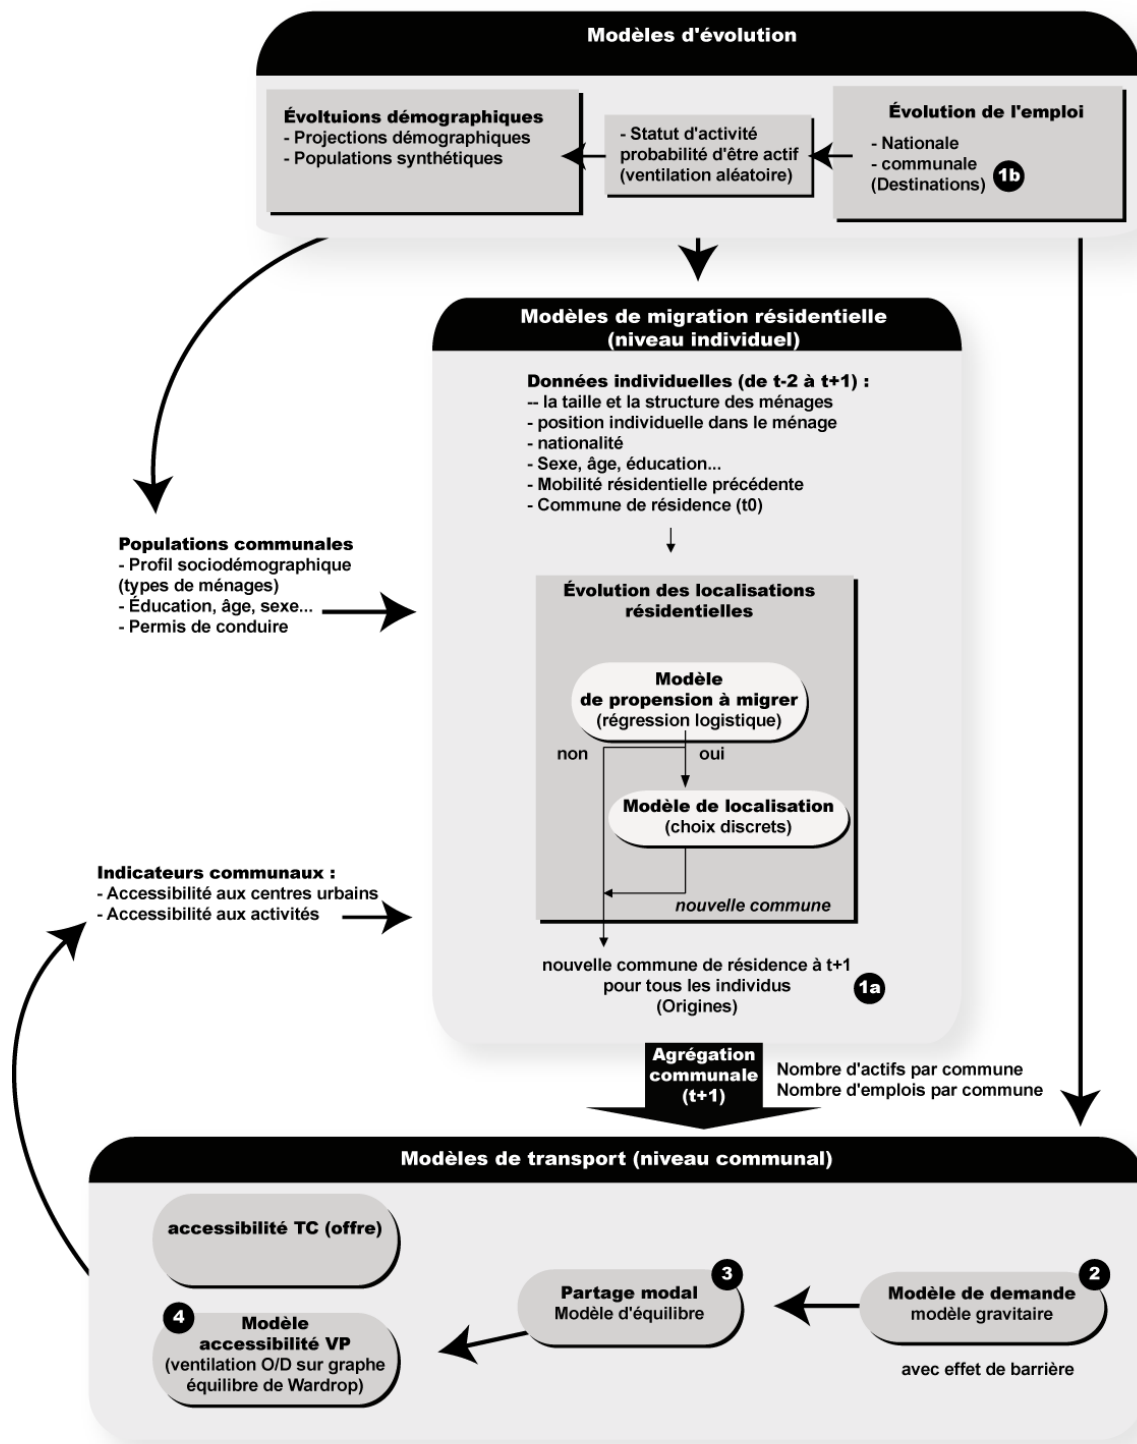 Modèles d'évolution
Évoltuions démographiques
- Projections démographiques
- Populations synthétiques
- Statut d'activité
probabilité d'être actif
(ventilation aléatoire)
Évolution de l'emploi
- Nationale
- communale
(Destinations)
1b
Modèles de migration résidentielle
(niveau individuel)
Données individuelles (de t-2 à t+1) :
-- la taille et la structure des ménages
- position individuelle dans le ménage
- nationalité
- Sexe, âge, éducation...
- Mobilité résidentielle précédente
- Commune de résidence (t0)
Populations communales
- Profil sociodémographique
(types de ménages)
- Éducation, âge, sexe...
- Permis de conduire
Évolution des localisations
résidentielles
Modèle
de propension à migrer
(régression logistique)
non
oui
Modèle de localisation
(choix discrets)
nouvelle commune
Indicateurs communaux :
- Accessibilité aux centres urbains
- Accessibilité aux activités
nouvelle commune de résidence à t+1
pour tous les individus
(Origines)
1a
Agrégation
communale
(t+1)
Nombre d'actifs par commune
Nombre d'emplois par commune
Modèles de transport (niveau communal)
accessibilité TC (offre)
4
Modèle
accessibilité VP
(ventilation O/D sur graphe
équilibre de Wardrop)
3
Partage modal
Modèle d'équilibre
2
Modèle de demande
modèle gravitaire
avec effet de barrière